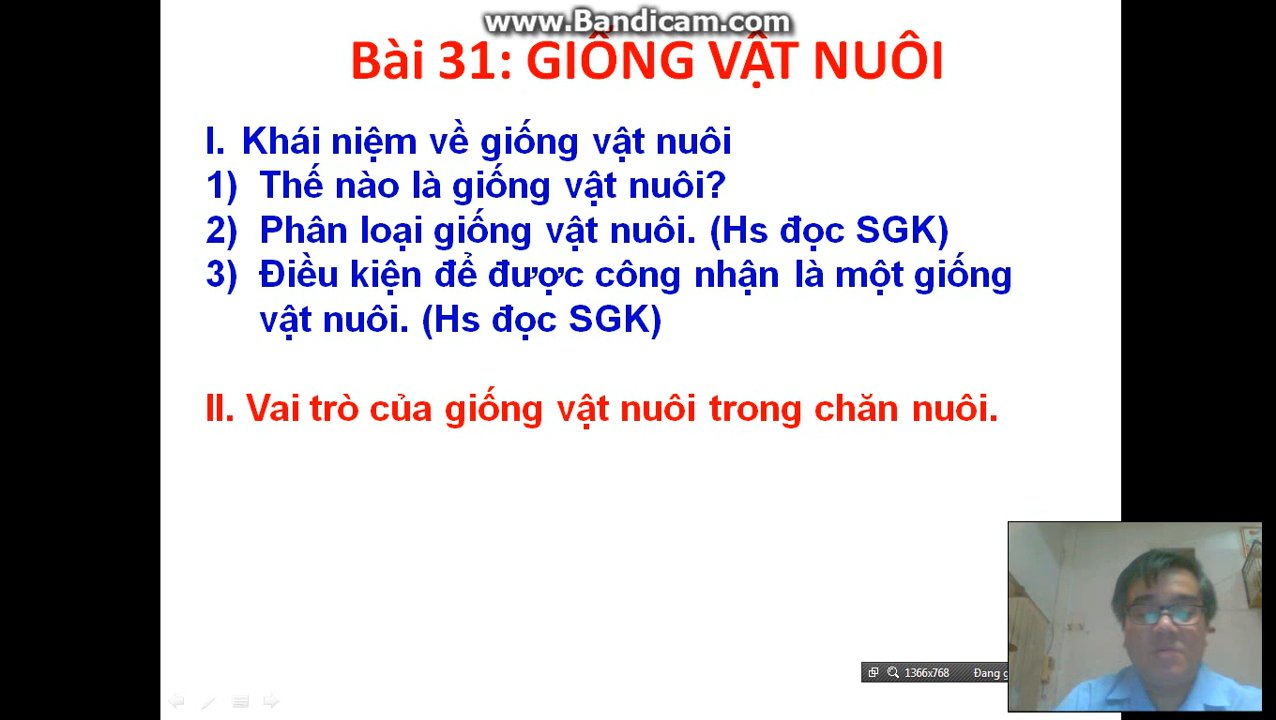 www.Bandicam.com
Bài 31: GIỐNG VẬT NUÔI
I. Khái niệm về giống vật nuôi
1) Thế nào là giống vật nuôi?
2) Phân loại giống vật nuôi. (Hs đọc SGK)
3) Điều kiện để được công nhận là một giống
vật nuôi. (Hs đọc SGK)
II. Vai trò của giống vật nuôi trong chăn nuôi.
1366x768 Đang